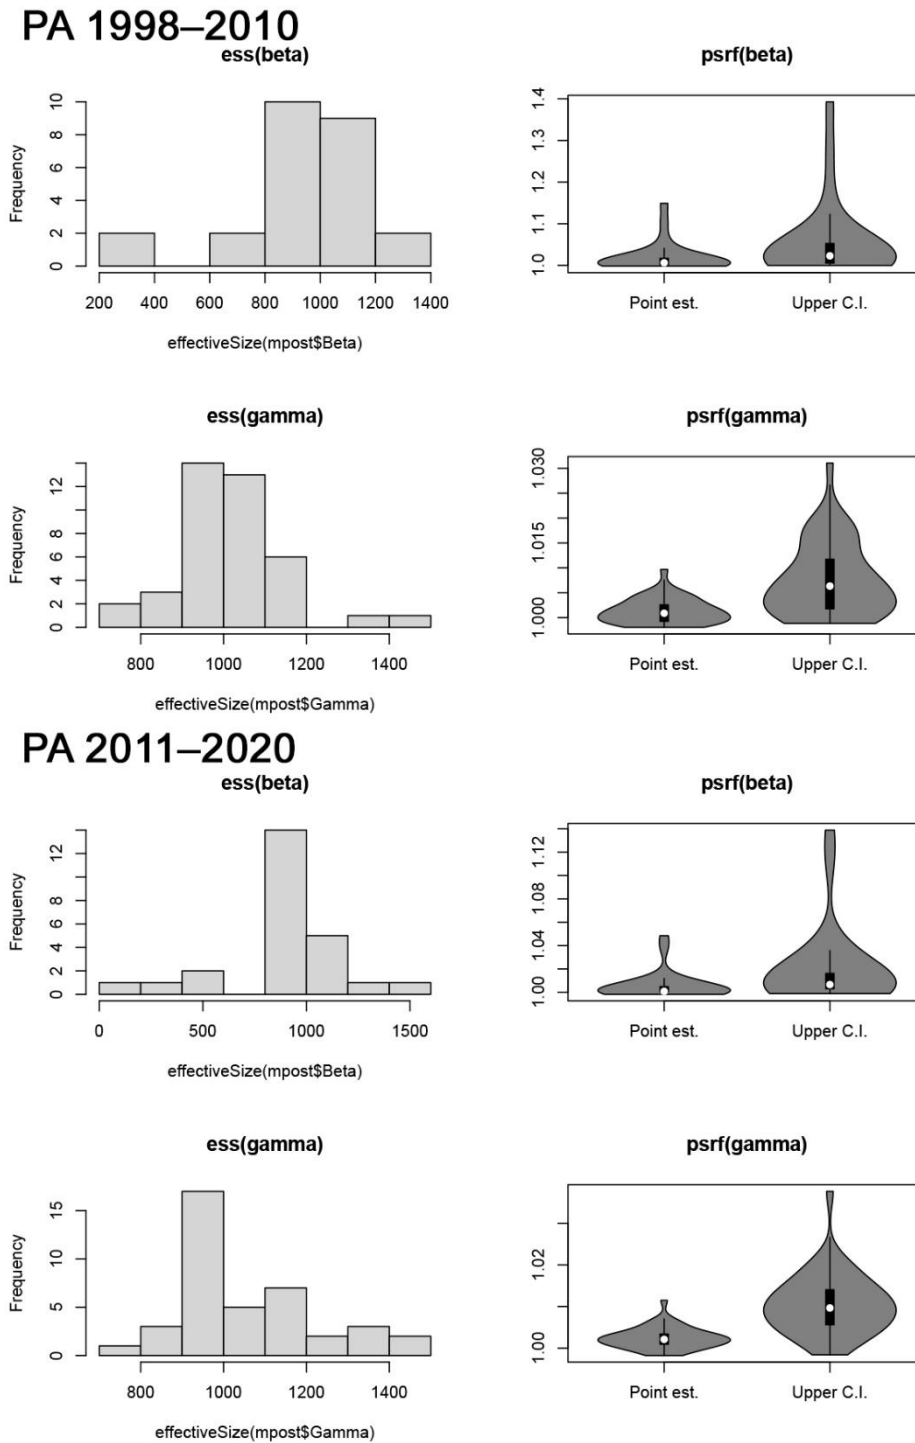 PA 1998–2010
ess(beta)
psrf(beta)
Frequency
0 2 4 6 8 10
200 400 600 800 1000 1200 1400
effectiveSize(mpost$Beta)
1.0 1.1 1.2 1.3 1.4
Point est. Upper C.I.
ess(gamma)
psrf(gamma)
Frequency
0 2 4 6 8 12
800 1000 1200 1400
effectiveSize(mpost$Gamma)
1.000 1.015 1.030
Point est. Upper C.I.
PA 2011–2020
ess(beta)
psrf(beta)
Frequency
0 2 4 6 8 12
0 500 1000 1500
effectiveSize(mpost$Beta)
1.00 1.04 1.08 1.12
Point est. Upper C.I.
ess(gamma)
psrf(gamma)
Frequency
0 5 10 15
800 1000 1200 1400
effectiveSize(mpost$Gamma)
1.00 1.02
Point est. Upper C.I.